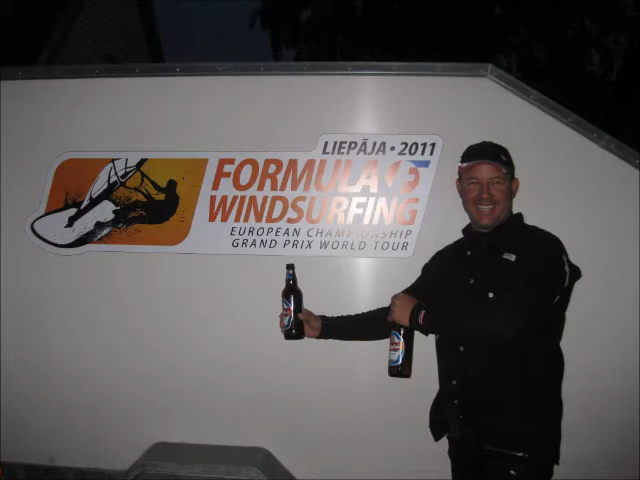 LIEPĀJA • 2011
FORMULA
WINDSURFING
EUROPEAN CHAMPIONSHIP
GRAND PRIX WORLD TOUR